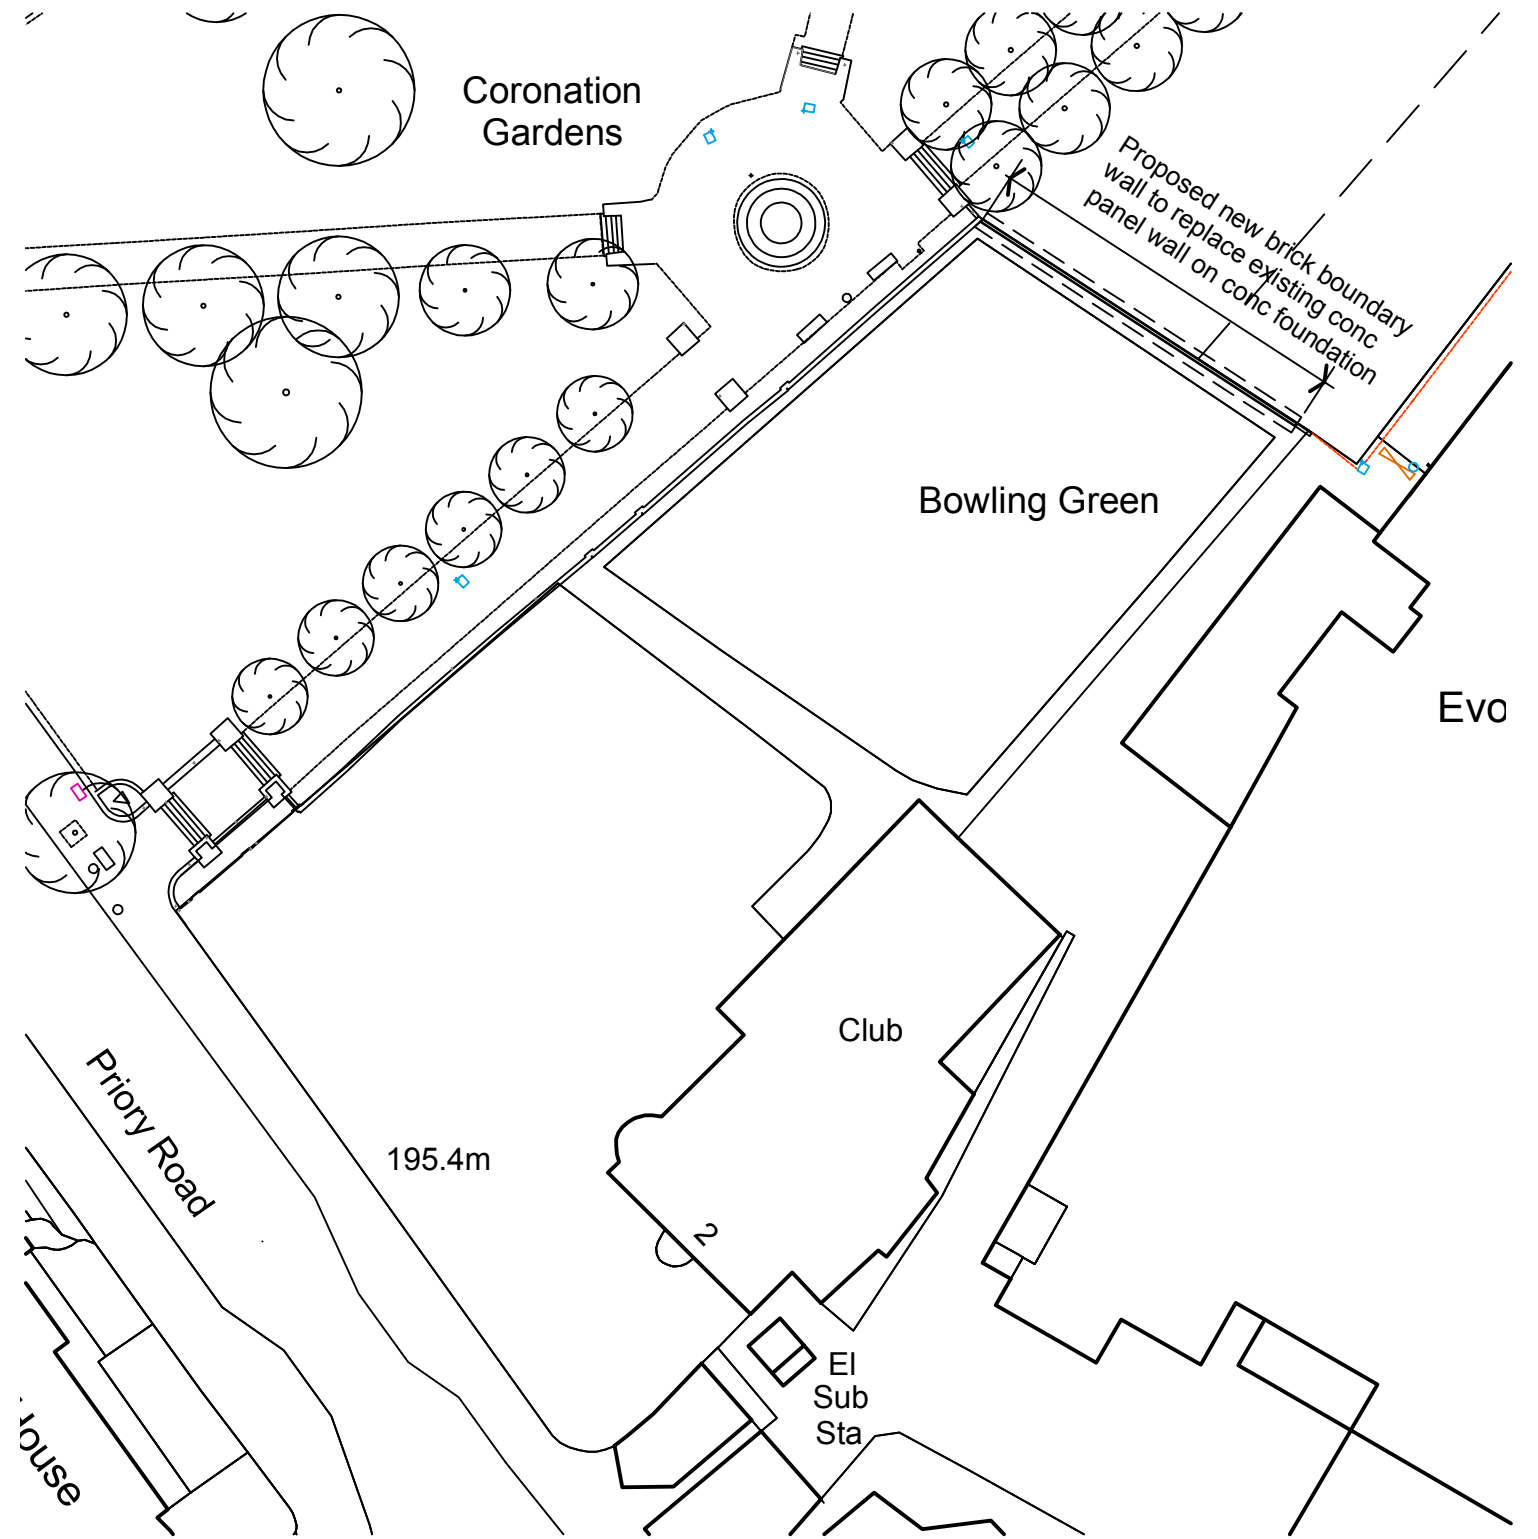 Coronation
Gardens
Proposed new brick boundary
wall to replace existing conc
panel wall on conc foundation
Bowling Green
Evo
Club
Priory Road
195.4m
2
El
Sub
Sta
ouse